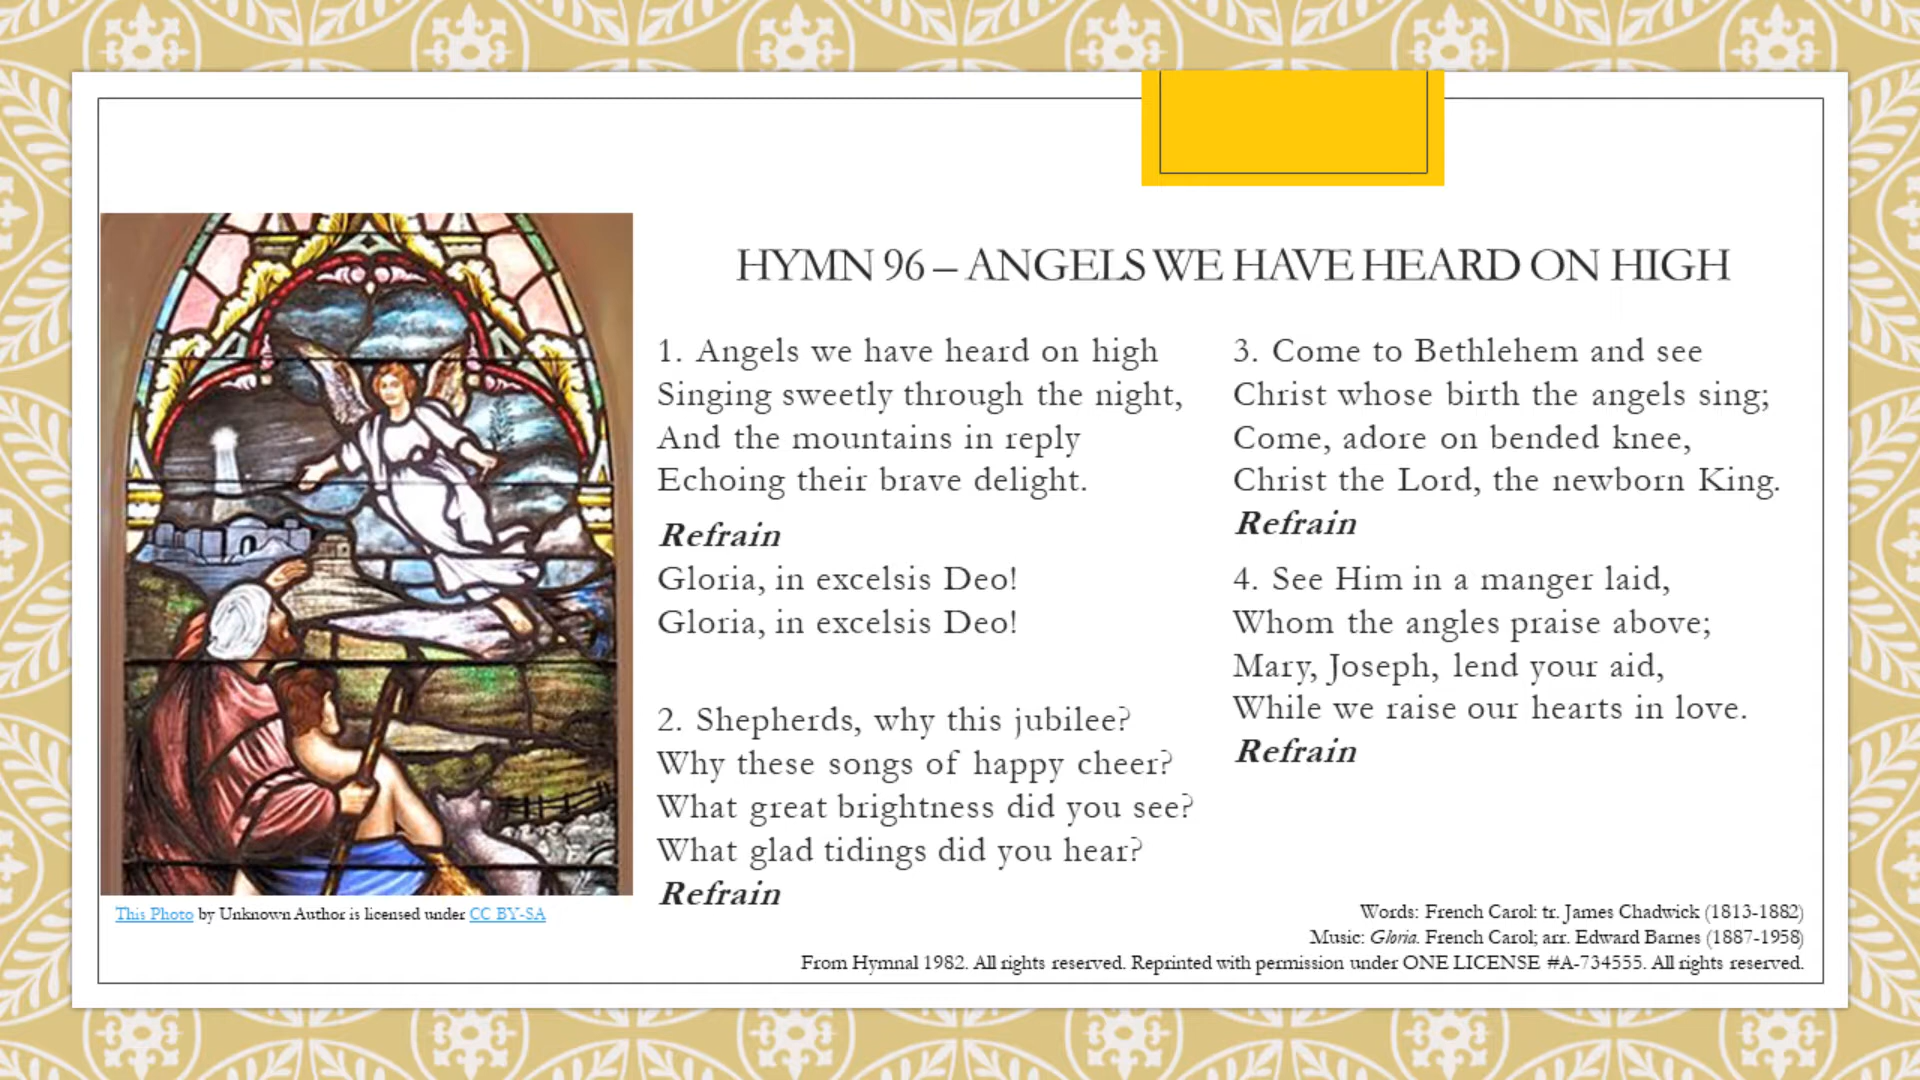 HYMN 96 – ANGELS WE HAVE HEARD ON HIGH
1. Angels we have heard on high
Singing sweetly through the night,
And the mountains in reply
Echoing their brave delight.
Refrain
Gloria, in excelsis Deo!
Gloria, in excelsis Deo!
2. Shepherds, why this jubilee?
Why these songs of happy cheer?
What great brightness did you see?
What glad tidings did you hear?
Refrain
3. Come to Bethlehem and see
Christ whose birth the angels sing;
Come, adore on bended knee,
Christ the Lord, the newborn King.
Refrain
4. See Him in a manger laid,
Whom the angles praise above;
Mary, Joseph, lend your aid,
While we raise our hearts in love.
Refrain
This Photo by Unknown Author is licensed under CC BY-SA
Words: French Carol: tr. James Chadwick (1813-1882)
Music: Gloria. French Carol; arr. Edward Barnes (1887-1958)
From Hymnal 1982. All rights reserved. Reprinted with permission under ONE LICENSE #A-734555. All rights reserved.